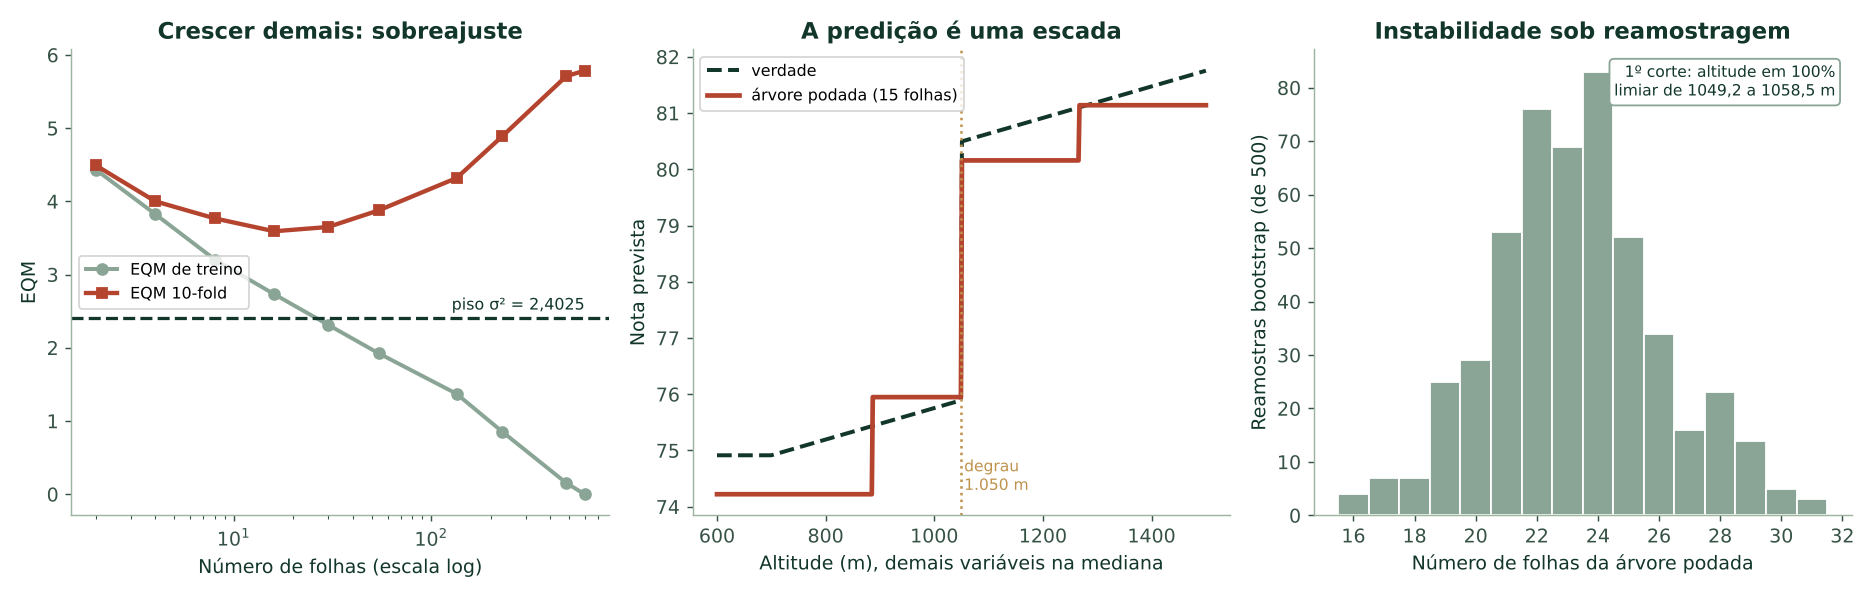 Crescer demais: sobreajuste
6
5
4
3
2
1
0
EQM
EQM de treino
EQM 10-fold
piso σ² = 2,4025
10¹
10²
Número de folhas (escala log)
A predição é uma escada
82
81
80
79
78
77
76
75
74
Nota prevista
verdade
árvore podada (15 folhas)
degrau
1.050 m
600
800
1000
1200
1400
Altitude (m), demais variáveis na mediana
Instabilidade sob reamostragem
80
70
60
50
40
30
20
10
0
Reamostras bootstrap (de 500)
1º corte: altitude em 100%
limiar de 1049,2 a 1058,5 m
16
18
20
22
24
26
28
30
32
Número de folhas da árvore podada